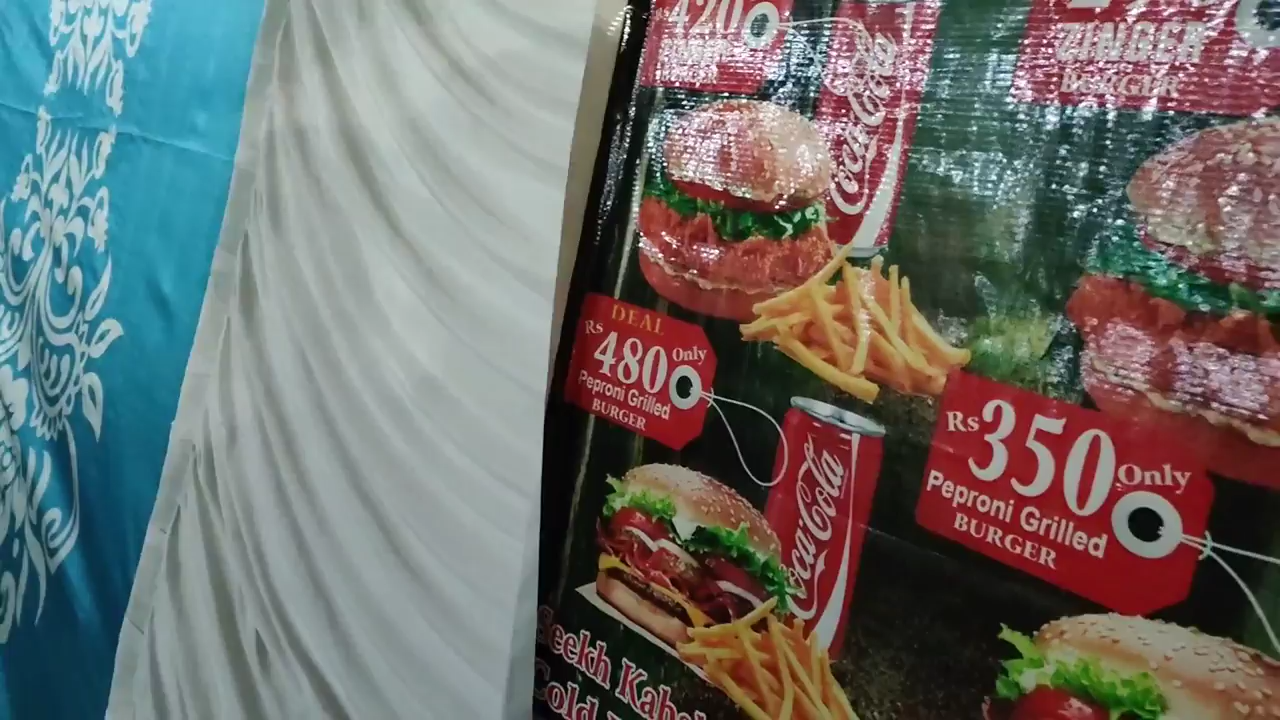 420
Coca-Cola
ZINGER
BURGER
DEAL
Rs 480 Only
Peproni Grilled
BURGER
Rs 350 Only
Peproni Grilled
BURGER
Coca-Cola
Seekh